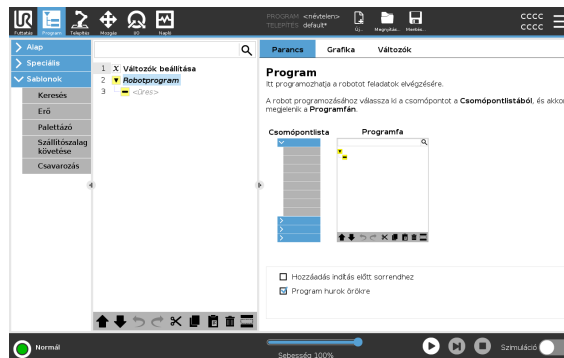 PROGRAM <névtelen>
TELEPÍTÉS default*
CCCC
CCCC
Futtatás Program Telepítés Mozgás I/O Napló
Új... Megnyitás... Mentés...
Alap
Speciális
Sablonok
Keresés
Erő
Palettázó
Szállítószalag
követése
Csavarozás
1 X Változók beállítása
2 Robotprogram
3 <üres>
Parancs Grafika Változók
Program
Itt programozhatja a robotot feladatok elvégzésére.
A robot programozásához válassza ki a csomópontot a Csomópontlistából, és akkor
megjelenik a Programfán.
Csomópontlista Programfa
Hozzáadás indítás előtt sorrendhez
Program hurok örökre
Normál
Sebesség 100%
Szimuláció